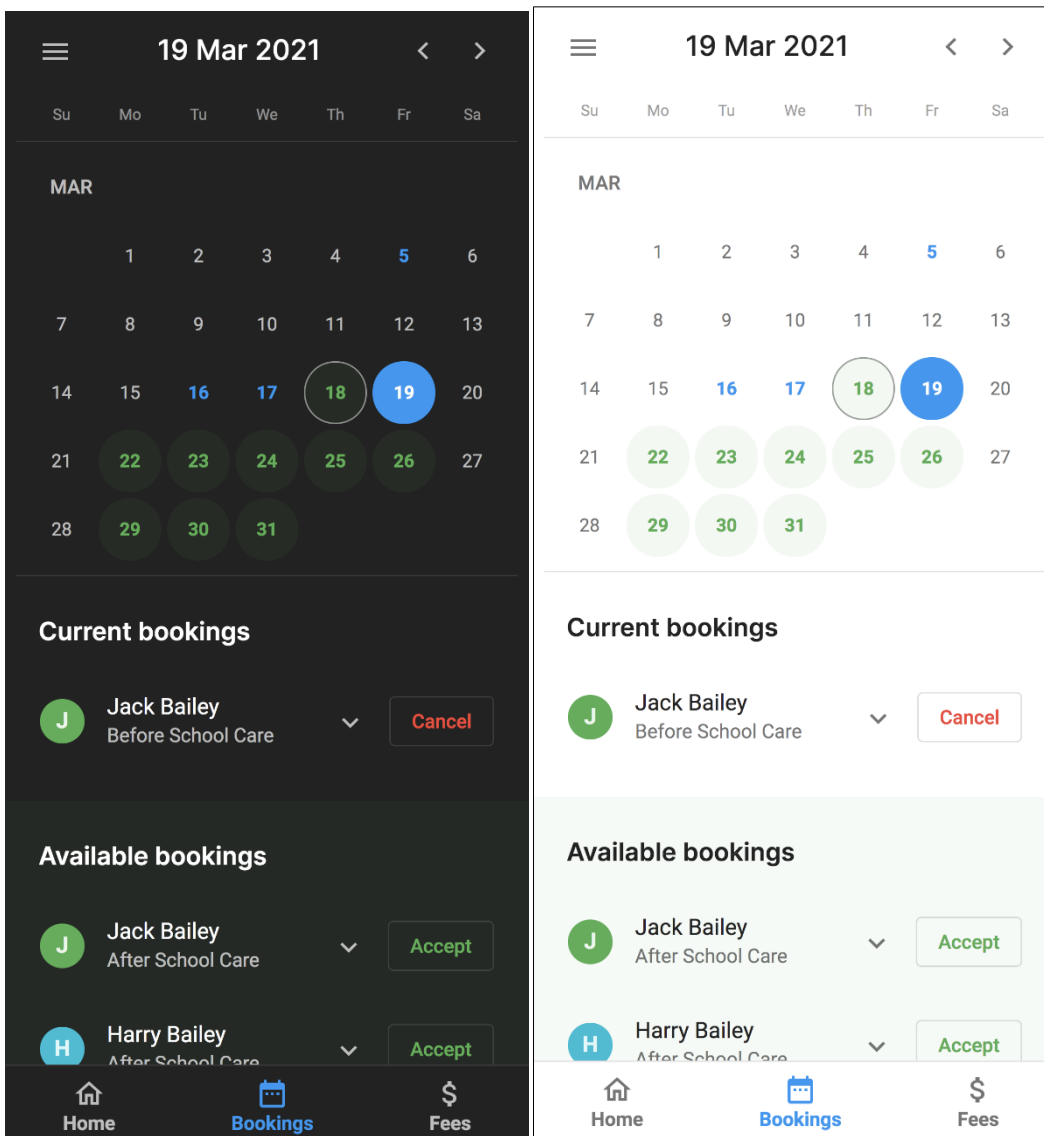 19 Mar 2021
Su Mo Tu We Th Fr Sa
MAR
1 2 3 4 5 6
7 8 9 10 11 12 13
14 15 16 17 18 19 20
21 22 23 24 25 26 27
28 29 30 31
Current bookings
J Jack Bailey
Before School Care
Cancel
Available bookings
J Jack Bailey
After School Care
Accept
H Harry Bailey
After School Care
Accept
Home Bookings Fees
19 Mar 2021
Su Mo Tu We Th Fr Sa
MAR
1 2 3 4 5 6
7 8 9 10 11 12 13
14 15 16 17 18 19 20
21 22 23 24 25 26 27
28 29 30 31
Current bookings
J Jack Bailey
Before School Care
Cancel
Available bookings
J Jack Bailey
After School Care
Accept
H Harry Bailey
After School Care
Accept
Home Bookings Fees